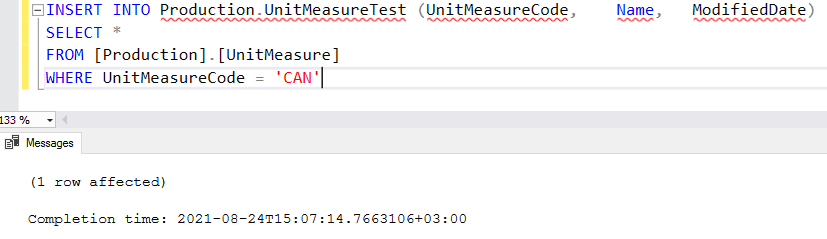 INSERT INTO Production.UnitMeasureTest (UnitMeasureCode, Name, ModifiedDate)
SELECT *
FROM [Production].[UnitMeasure]
WHERE UnitMeasureCode = 'CAN'
133 %
Messages
(1 row affected)
Completion time: 2021-08-24T15:07:14.7663106+03:00